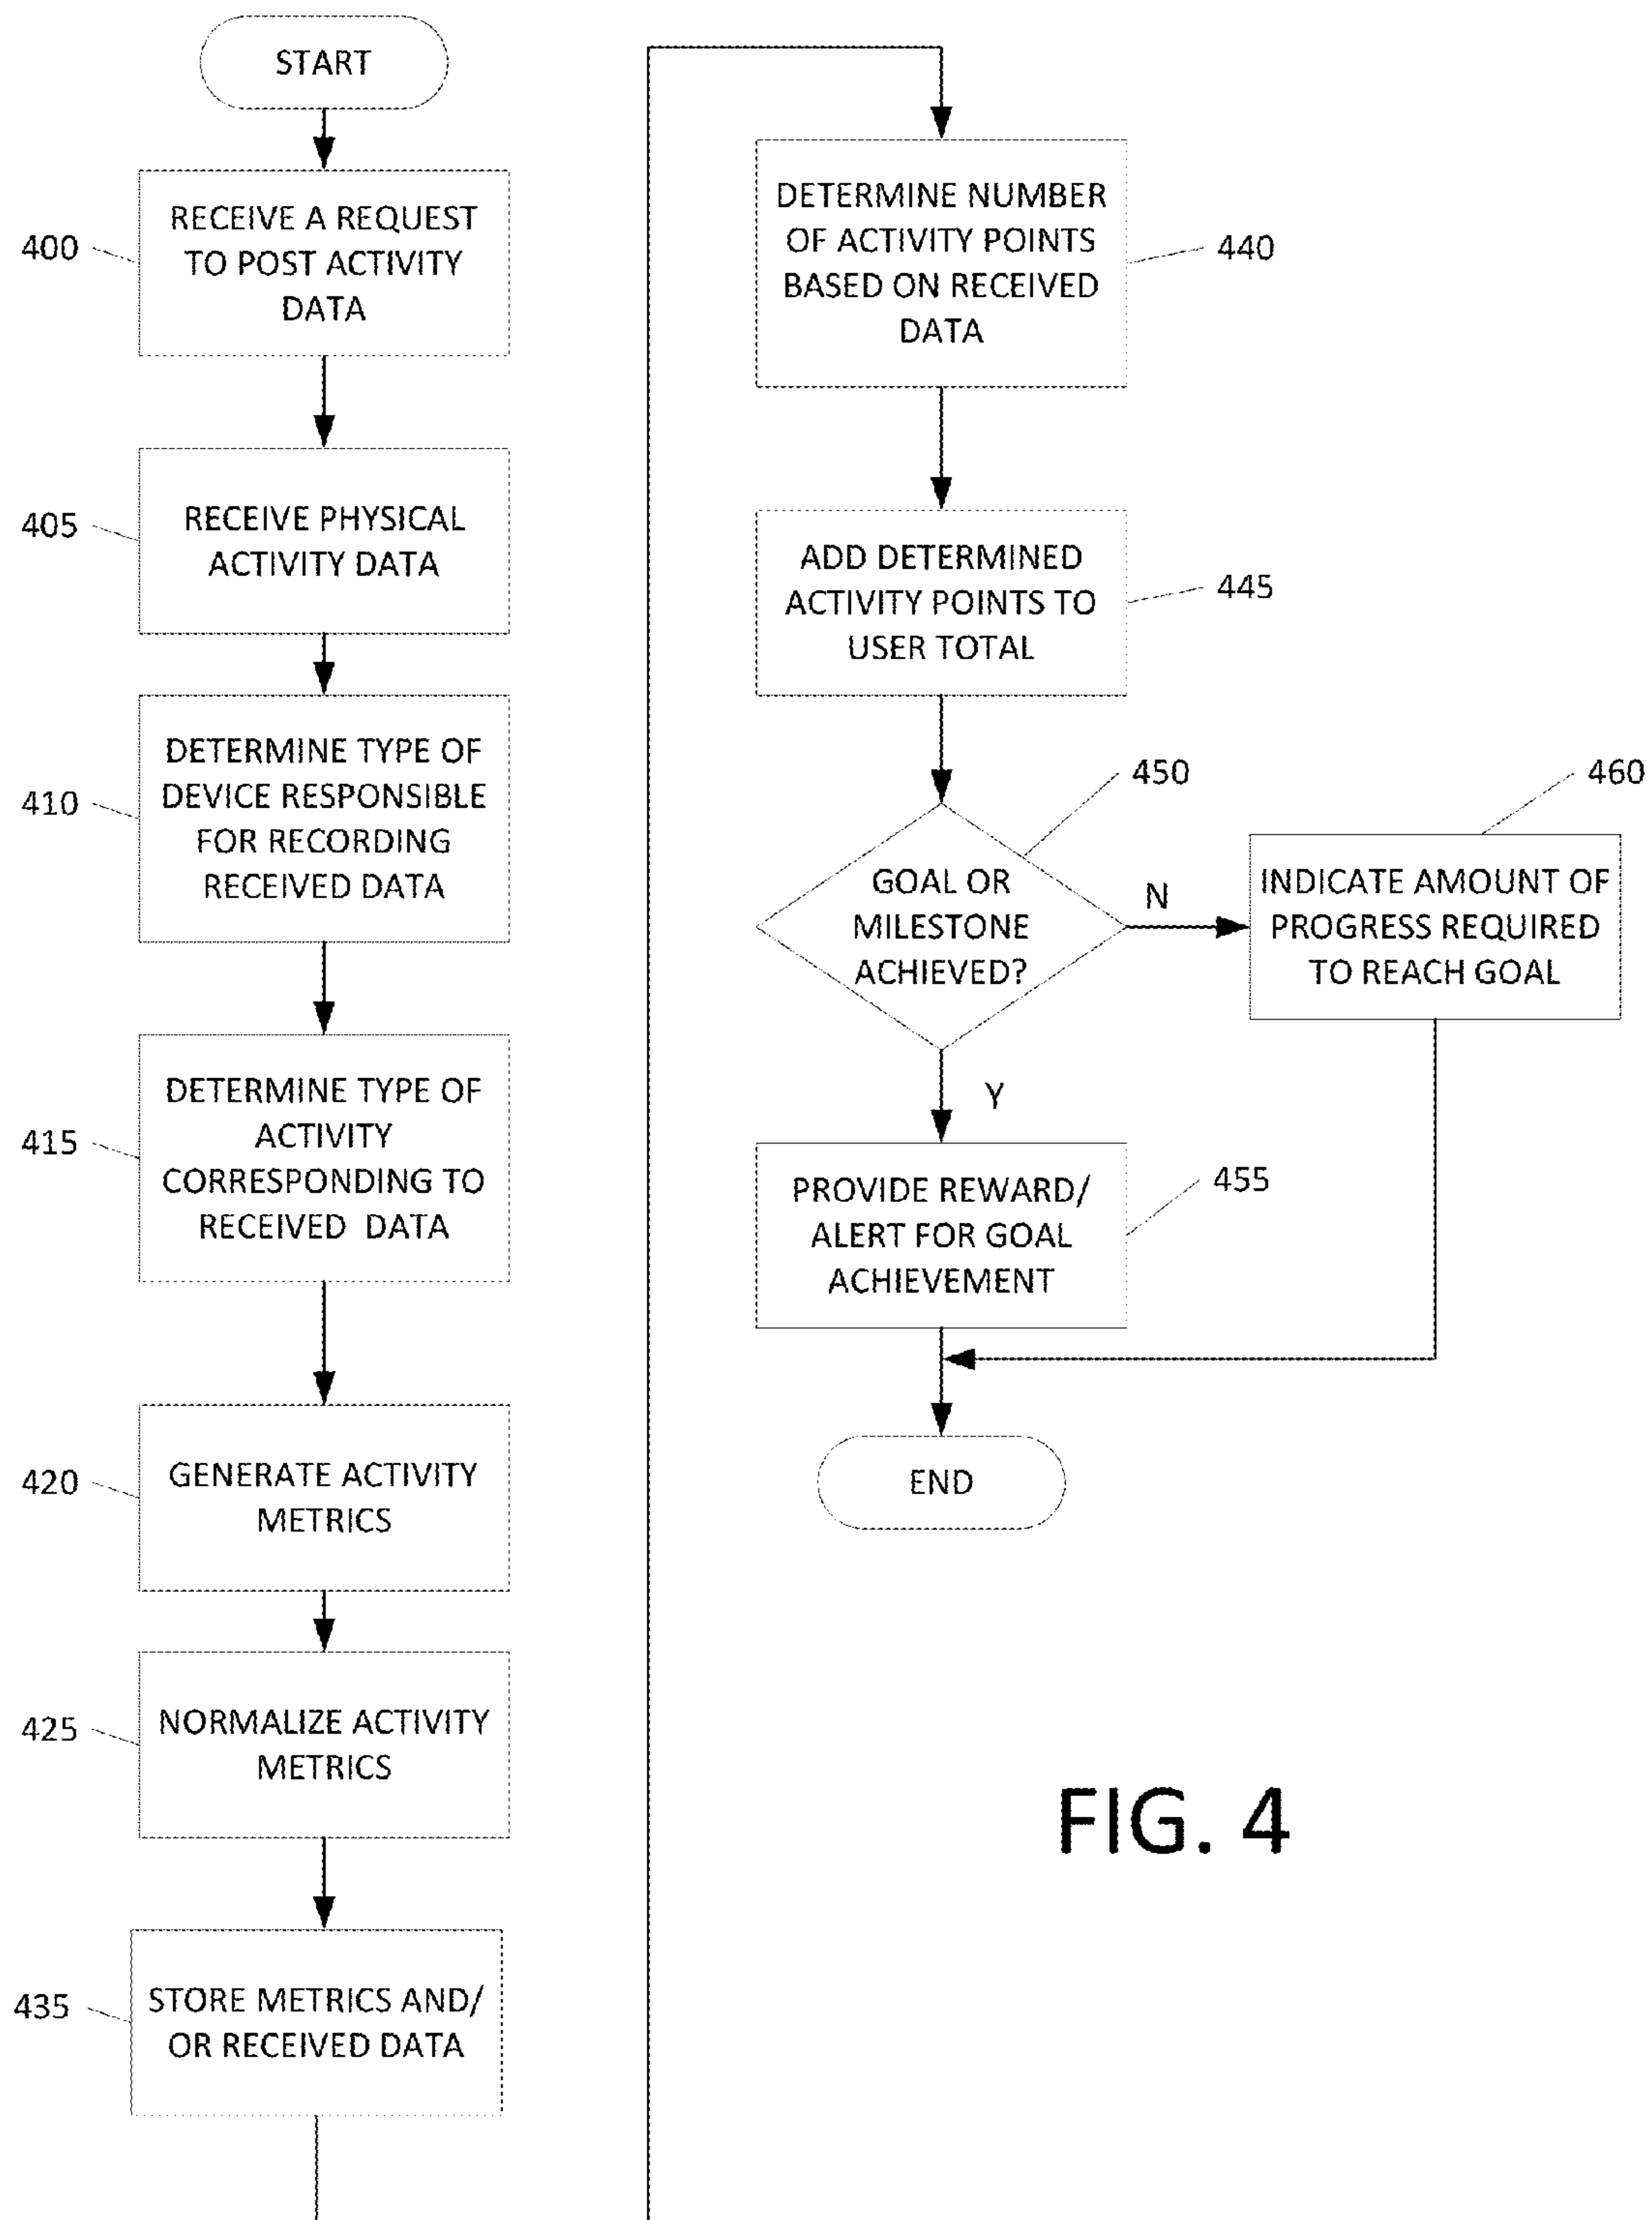 START
400
RECEIVE A REQUEST
TO POST ACTIVITY
DATA
405
RECEIVE PHYSICAL
ACTIVITY DATA
410
DETERMINE TYPE OF
DEVICE RESPONSIBLE
FOR RECORDING
RECEIVED DATA
415
DETERMINE TYPE OF
ACTIVITY
CORRESPONDING TO
RECEIVED DATA
420
GENERATE ACTIVITY
METRICS
425
NORMALIZE ACTIVITY
METRICS
435
STORE METRICS AND/
OR RECEIVED DATA
DETERMINE NUMBER
OF ACTIVITY POINTS
BASED ON RECEIVED
DATA
440
ADD DETERMINED
ACTIVITY POINTS TO
USER TOTAL
445
450
GOAL OR
MILESTONE
ACHIEVED?
N
460
INDICATE AMOUNT OF
PROGRESS REQUIRED
TO REACH GOAL
Y
PROVIDE REWARD/
ALERT FOR GOAL
ACHIEVEMENT
455
END
FIG. 4